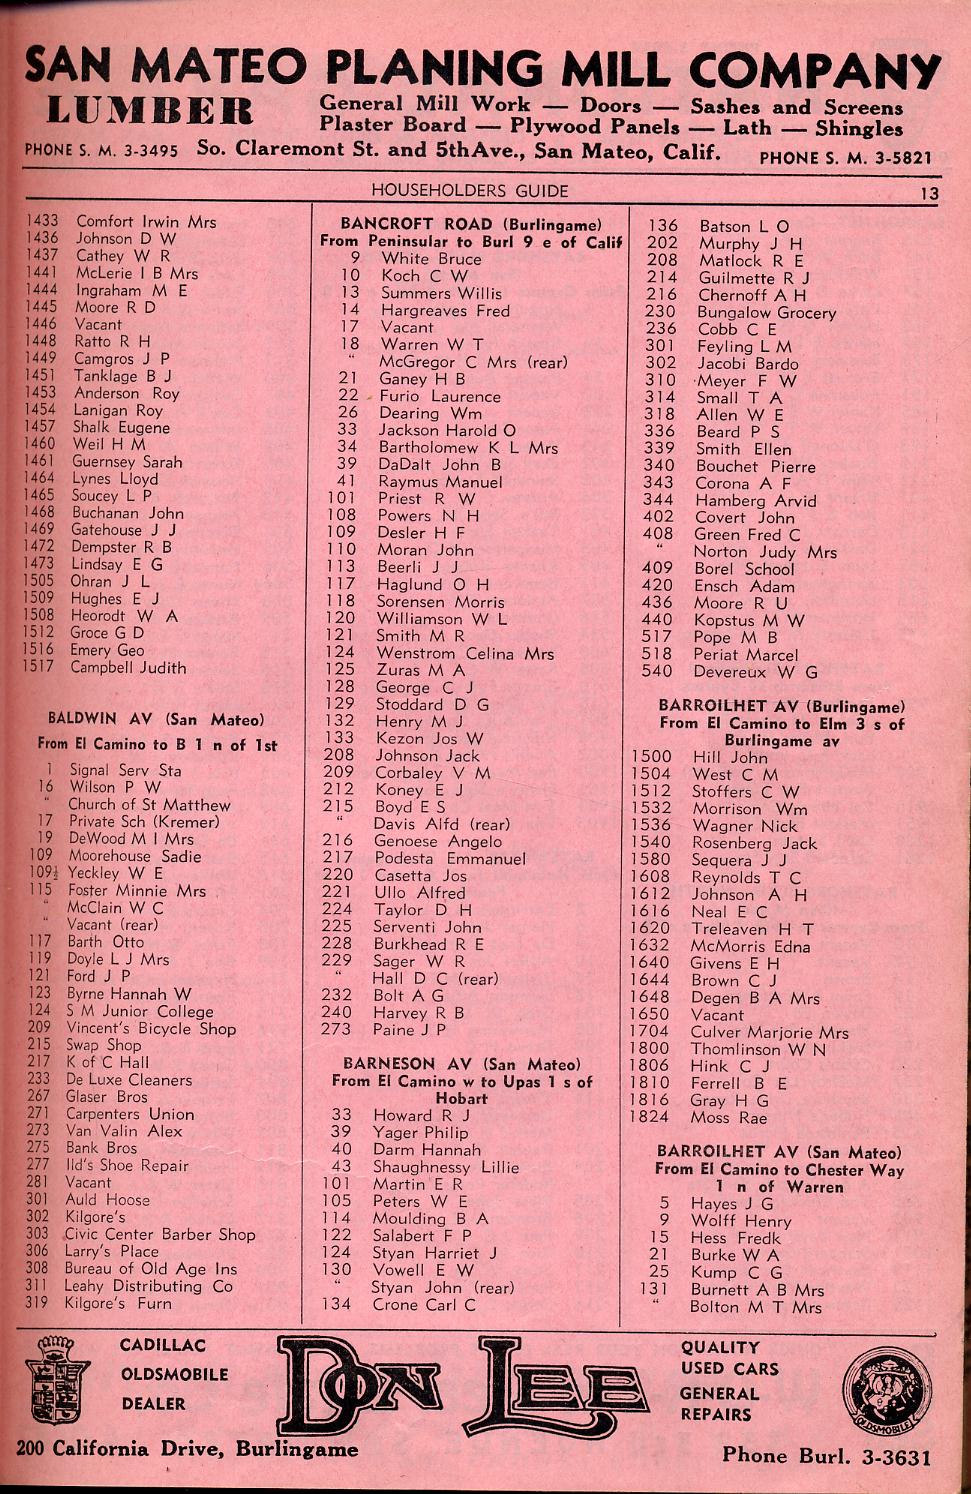 SAN MATEO PLANING MILL COMPANY
LUMBER
General Mill Work — Doors — Sashes and Screens
Plaster Board — Plywood Panels — Lath — Shingles
PHONE S. M. 3-3495 So. Claremont St. and 5thAve., San Mateo, Calif. PHONE S. M. 3-5821
HOUSEHOLDERS GUIDE 13
1433 Comfort Irwin Mrs
1436 Johnson D W
1437 Cathey W R
1441 McLerie I B Mrs
1444 Ingraham M E
1445 Moore R D
1446 Vacant
1448 Ratto R H
1449 Camgros J P
1451 Tanklage B J
1453 Anderson Roy
1454 Lanigan Roy
1457 Shalk Eugene
1460 Weil H M
1461 Guernsey Sarah
1464 Lynes Lloyd
1465 Soucey L P
1468 Buchanan John
1469 Gatehouse J J
1472 Dempster R B
1473 Lindsay E G
1505 Ohran J L
1509 Hughes E J
1508 Heorodt W A
1512 Groce G D
1516 Emery Geo
1517 Campbell Judith
BALDWIN AV (San Mateo)
From El Camino to B 1 n of 1st
1 Signal Serv Sta
16 Wilson P W
" Church of St Matthew
17 Private Sch (Kremer)
19 DeWood M I Mrs
109 Moorehouse Sadie
109½ Yeckley W E
115 Foster Minnie Mrs
" McClain W C
" Vacant (rear)
117 Barth Otto
119 Doyle L J Mrs
121 Ford J P
123 Byrne Hannah W
124 S M Junior College
209 Vincent's Bicycle Shop
215 Swap Shop
217 K of C Hall
233 De Luxe Cleaners
267 Glaser Bros
271 Carpenters Union
273 Van Valin Alex
275 Bank Bros
277 Ild's Shoe Repair
281 Vacant
301 Auld Hoose
302 Kilgore's
303 Civic Center Barber Shop
306 Larry's Place
308 Bureau of Old Age Ins
311 Leahy Distributing Co
319 Kilgore's Furn
BANCROFT ROAD (Burlingame)
From Peninsular to Burl 9 e of Calif
9 White Bruce
10 Koch C W
13 Summers Willis
14 Hargreaves Fred
17 Vacant
18 Warren W T
" McGregor C Mrs (rear)
21 Ganey H B
22 Furio Laurence
26 Dearing Wm
33 Jackson Harold O
34 Bartholomew K L Mrs
39 DaDalt John B
41 Raymus Manuel
101 Priest R W
108 Powers N H
109 Desler H F
110 Moran John
113 Beerli J J
117 Haglund O H
118 Sorensen Morris
120 Williamson W L
121 Smith M R
124 Wenstrom Celina Mrs
125 Zuras M A
128 George C J
129 Stoddard D G
132 Henry M J
133 Kezon Jos W
208 Johnson Jack
209 Corbaley V M
212 Koney E J
215 Boyd E S
" Davis Alfd (rear)
216 Genoese Angelo
217 Podesta Emmanuel
220 Casetta Jos
221 Ullo Alfred
224 Taylor D H
225 Serventi John
228 Burkhead R E
229 Sager W R
" Hall D C (rear)
232 Bolt A G
240 Harvey R B
273 Paine J P
BARNESON AV (San Mateo)
From El Camino w to Upas 1 s of
Hobart
33 Howard R J
39 Yager Philip
40 Darm Hannah
43 Shaughnessy Lillie
101 Martin E R
105 Peters W E
114 Moulding B A
122 Salabert F P
124 Styan Harriet J
130 Vowell E W
" Styan John (rear)
134 Crone Carl C
136 Batson L O
202 Murphy J H
208 Matlock R E
214 Guilmette R J
216 Chernoff A H
230 Bungalow Grocery
236 Cobb C E
301 Feyling L M
302 Jacobi Bardo
310 Meyer F W
314 Small T A
318 Allen W E
336 Beard P S
339 Smith Ellen
340 Bouchet Pierre
343 Corona A F
344 Hamberg Arvid
402 Covert John
408 Green Fred C
" Norton Judy Mrs
409 Borel School
420 Ensch Adam
436 Moore R U
440 Kopstus M W
517 Pope M B
518 Periat Marcel
540 Devereux W G
BARROILHET AV (Burlingame)
From El Camino to Elm 3 s of
Burlingame av
1500 Hill John
1504 West C M
1512 Stoffers C W
1532 Morrison Wm
1536 Wagner Nick
1540 Rosenberg Jack
1580 Sequera J J
1608 Reynolds T C
1612 Johnson A H
1616 Neal E C
1620 Treleaven H T
1632 McMorris Edna
1640 Givens E H
1644 Brown C J
1648 Degen B A Mrs
1650 Vacant
1704 Culver Marjorie Mrs
1800 Thomlinson W N
1806 Hink C J
1810 Ferrell B E
1816 Gray H G
1824 Moss Rae
BARROILHET AV (San Mateo)
From El Camino to Chester Way
1 n of Warren
5 Hayes J G
9 Wolff Henry
15 Hess Fredk
21 Burke W A
25 Kump C G
131 Burnett A B Mrs
" Bolton M T Mrs
CADILLAC
OLDSMOBILE
DEALER
DON LEE
QUALITY
USED CARS
GENERAL
REPAIRS
OLDSMOBILE
200 California Drive, Burlingame
Phone Burl. 3-3631